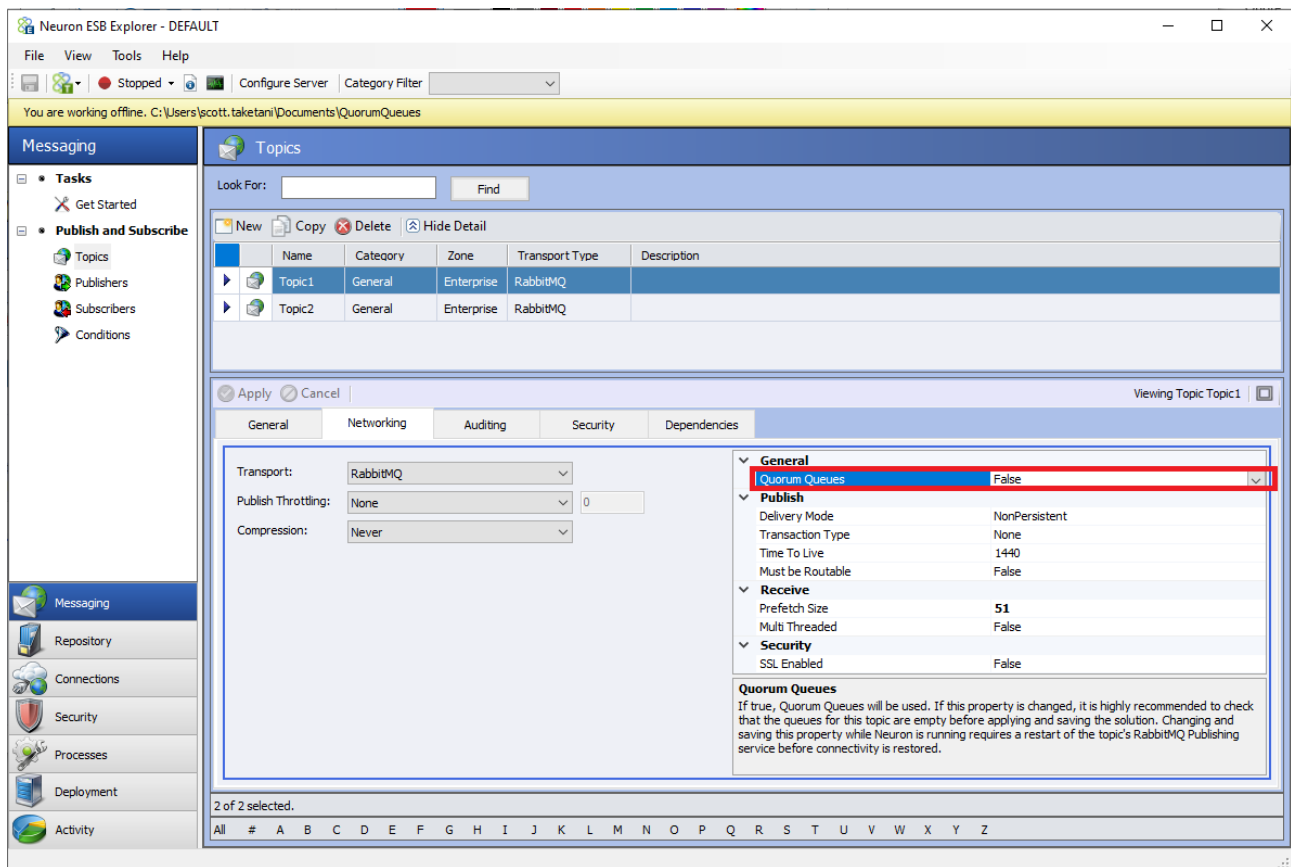 Neuron ESB Explorer - DEFAULT
File View Tools Help
Stopped Configure Server Category Filter
You are working offline. C:\Users\scott.taketani\Documents\QuorumQueues
Messaging
Tasks
Get Started
Publish and Subscribe
Topics
Publishers
Subscribers
Conditions
Messaging
Repository
Connections
Security
Processes
Deployment
Activity
Topics
Look For: Find
New Copy Delete Hide Detail
Name Category Zone Transport Type Description
Topic1 General Enterprise RabbitMQ
Topic2 General Enterprise RabbitMQ
Apply Cancel Viewing Topic Topic1
General Networking Auditing Security Dependencies
Transport: RabbitMQ
Publish Throttling: None 0
Compression: Never
General
Quorum Queues False
Publish
Delivery Mode NonPersistent
Transaction Type None
Time To Live 1440
Must be Routable False
Receive
Prefetch Size 51
Multi Threaded False
Security
SSL Enabled False
Quorum Queues
If true, Quorum Queues will be used. If this property is changed, it is highly recommended to check
that the queues for this topic are empty before applying and saving the solution. Changing and
saving this property while Neuron is running requires a restart of the topic's RabbitMQ Publishing
service before connectivity is restored.
2 of 2 selected.
All # A B C D E F G H I J K L M N O P Q R S T U V W X Y Z